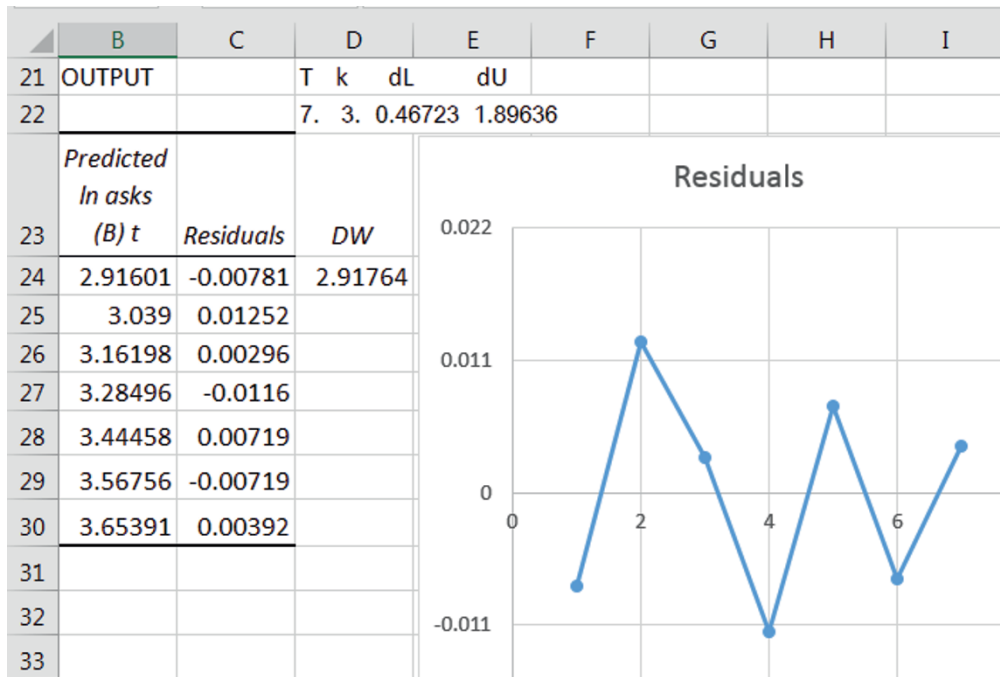 B C D E F G H I
21 OUTPUT T k dL dU
22 7. 3. 0.46723 1.89636
23 Predicted ln asks (B) t Residuals DW
24 2.91601 -0.00781 2.91764
25 3.039 0.01252
26 3.16198 0.00296
27 3.28496 -0.0116
28 3.44458 0.00719
29 3.56756 -0.00719
30 3.65391 0.00392
31
32
33
Residuals
0.022
0.011
0
-0.011
0 2 4 6